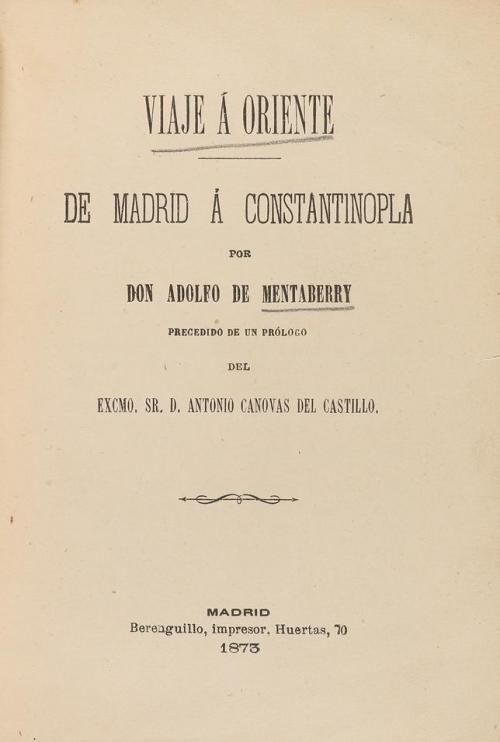 VIAJE Á ORIENTE
DE MADRID Á CONSTANTINOPLA
POR
DON ADOLFO DE MENTABERRY
PRECEDIDO DE UN PRÓLOGO
DEL
EXCMO. SR. D. ANTONIO CANOVAS DEL CASTILLO.
MADRID
Berenguillo, impresor, Huertas, 70
1873